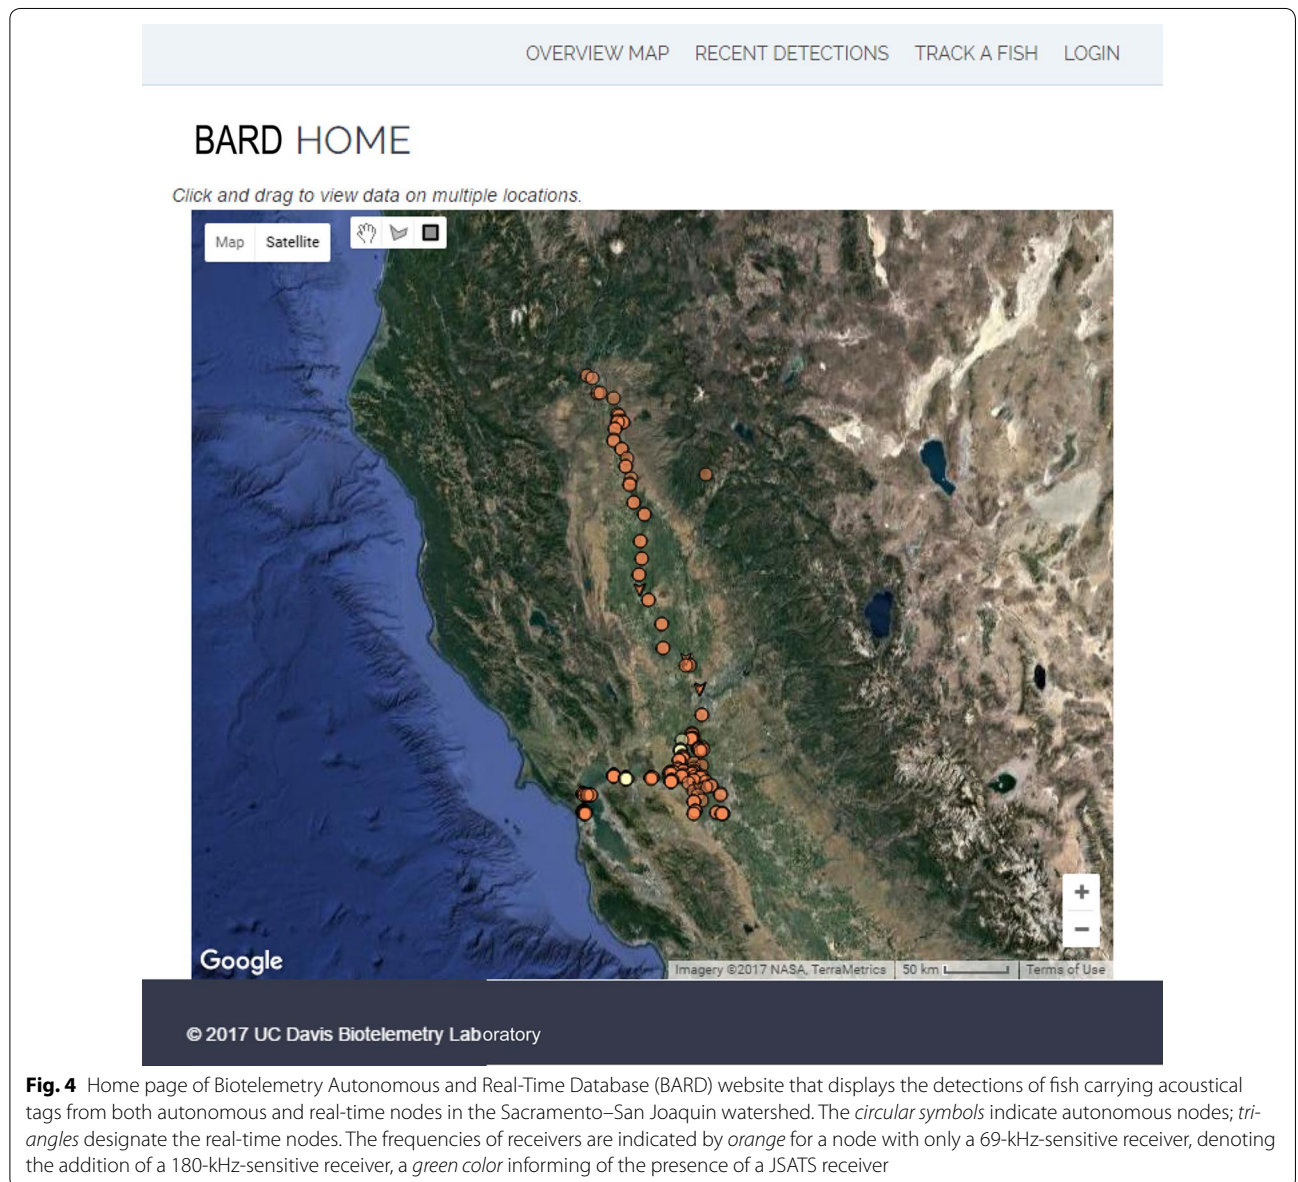 OVERVIEW MAP RECENT DETECTIONS TRACK A FISH LOGIN
BARD HOME
Click and drag to view data on multiple locations.
Map Satellite
Google
Imagery ©2017 NASA, TerraMetrics 50 km Terms of Use
© 2017 UC Davis Biotelemetry Laboratory
Fig. 4 Home page of Biotelemetry Autonomous and Real-Time Database (BARD) website that displays the detections of fish carrying acoustical
tags from both autonomous and real-time nodes in the Sacramento–San Joaquin watershed. The circular symbols indicate autonomous nodes; tri-
angles designate the real-time nodes. The frequencies of receivers are indicated by orange for a node with only a 69-kHz-sensitive receiver, denoting
the addition of a 180-kHz-sensitive receiver, a green color informing of the presence of a JSATS receiver